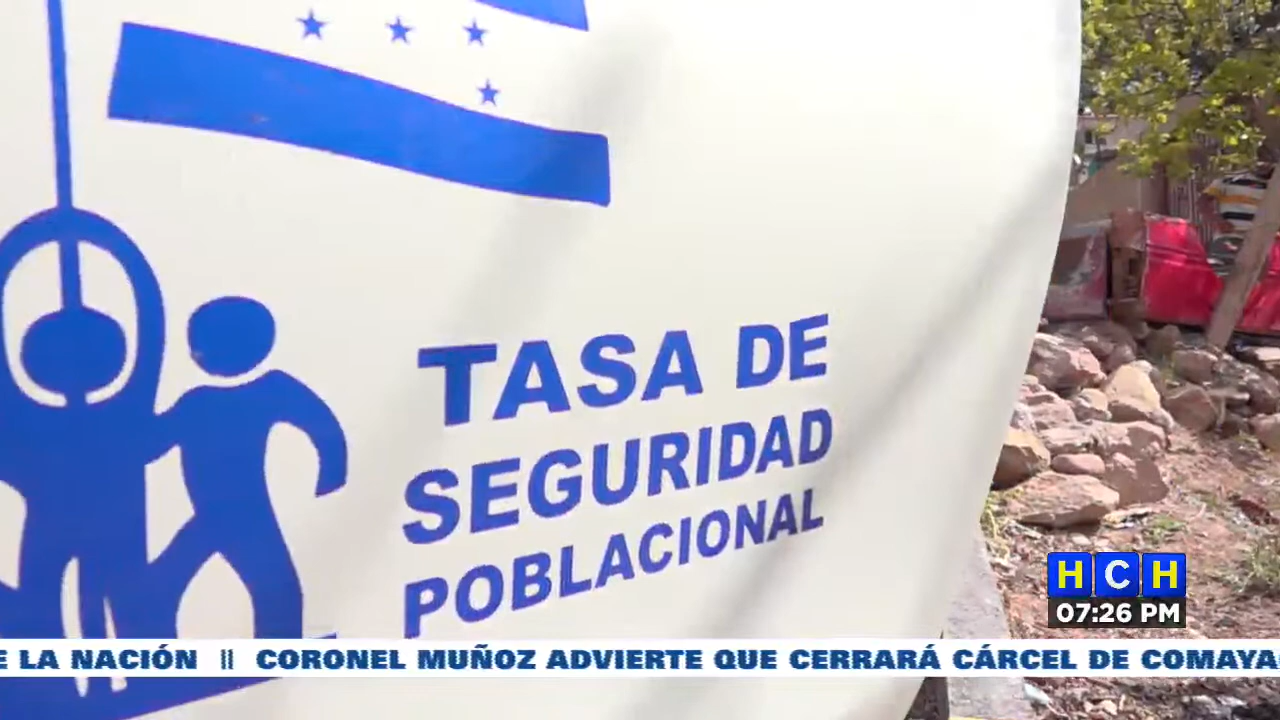 TASA DE
SEGURIDAD
POBLACIONAL
HCH
07:26 PM
LA NACIÓN || CORONEL MUÑOZ ADVIERTE QUE CERRARÁ CÁRCEL DE